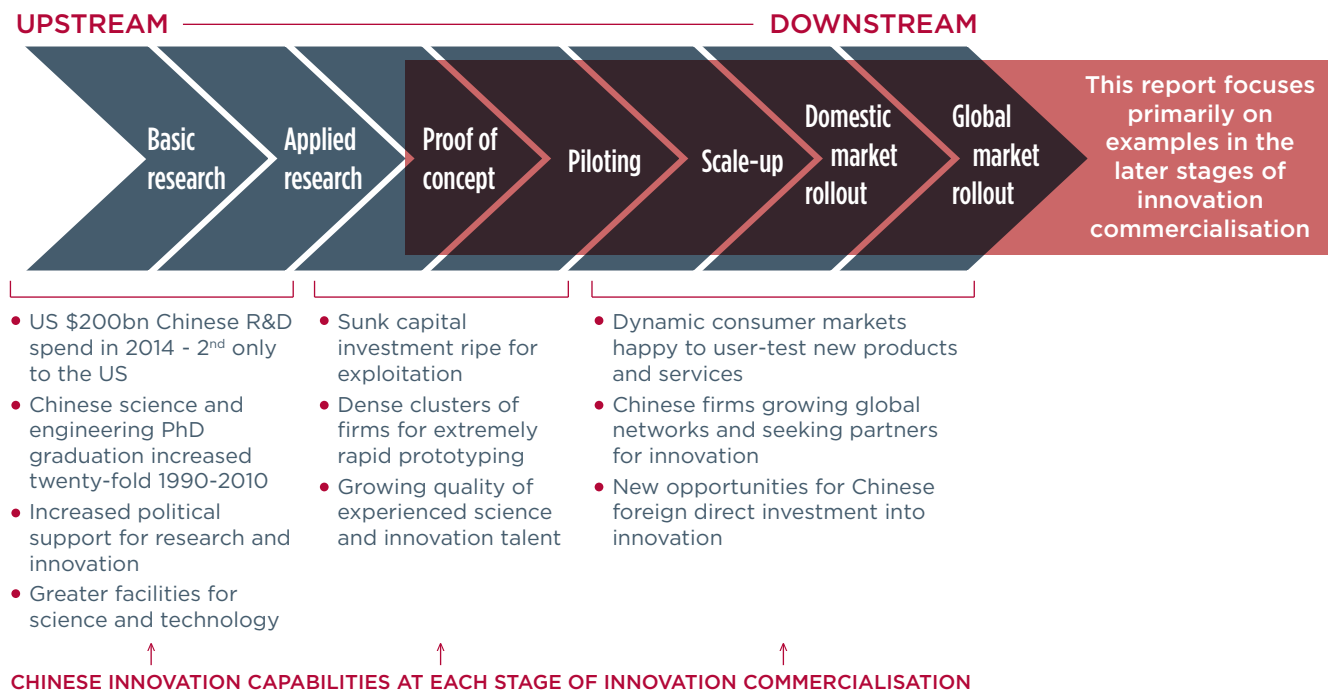 UPSTREAM
DOWNSTREAM
Basic
research
Applied
research
Proof of
concept
Piloting
Scale-up
Domestic
market
rollout
Global
market
rollout
This report focuses
primarily on
examples in the
later stages of
innovation
commercialisation
• US $200bn Chinese R&D
spend in 2014 - 2nd only
to the US
• Chinese science and
engineering PhD
graduation increased
twenty-fold 1990-2010
• Increased political
support for research and
innovation
• Greater facilities for
science and technology
• Sunk capital
investment ripe for
exploitation
• Dense clusters of
firms for extremely
rapid prototyping
• Growing quality of
experienced science
and innovation talent
• Dynamic consumer markets
happy to user-test new products
and services
• Chinese firms growing global
networks and seeking partners
for innovation
• New opportunities for Chinese
foreign direct investment into
innovation
CHINESE INNOVATION CAPABILITIES AT EACH STAGE OF INNOVATION COMMERCIALISATION